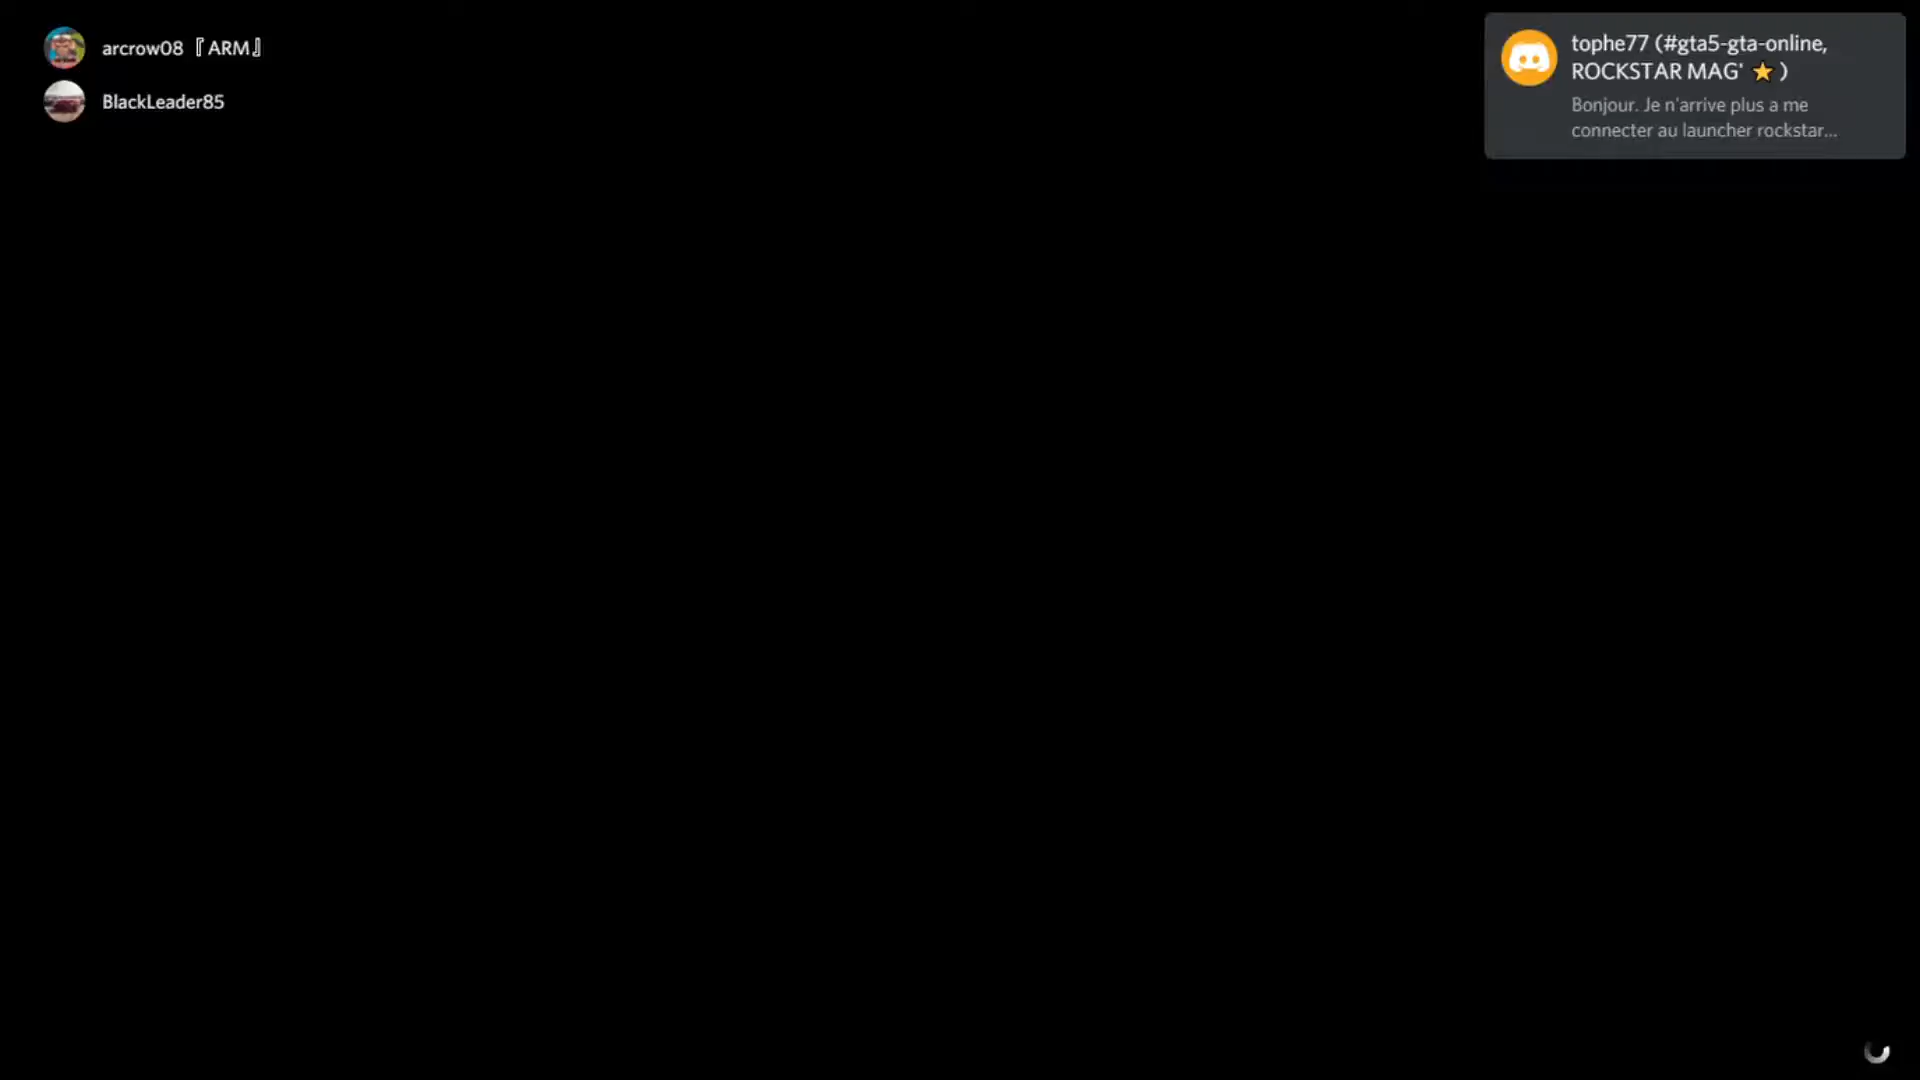 arcrow08『ARM』
BlackLeader85
tophe77 (#gta5-gta-online,
ROCKSTAR MAG' ⭐ )
Bonjour. Je n'arrive plus a me
connecter au launcher rockstar...